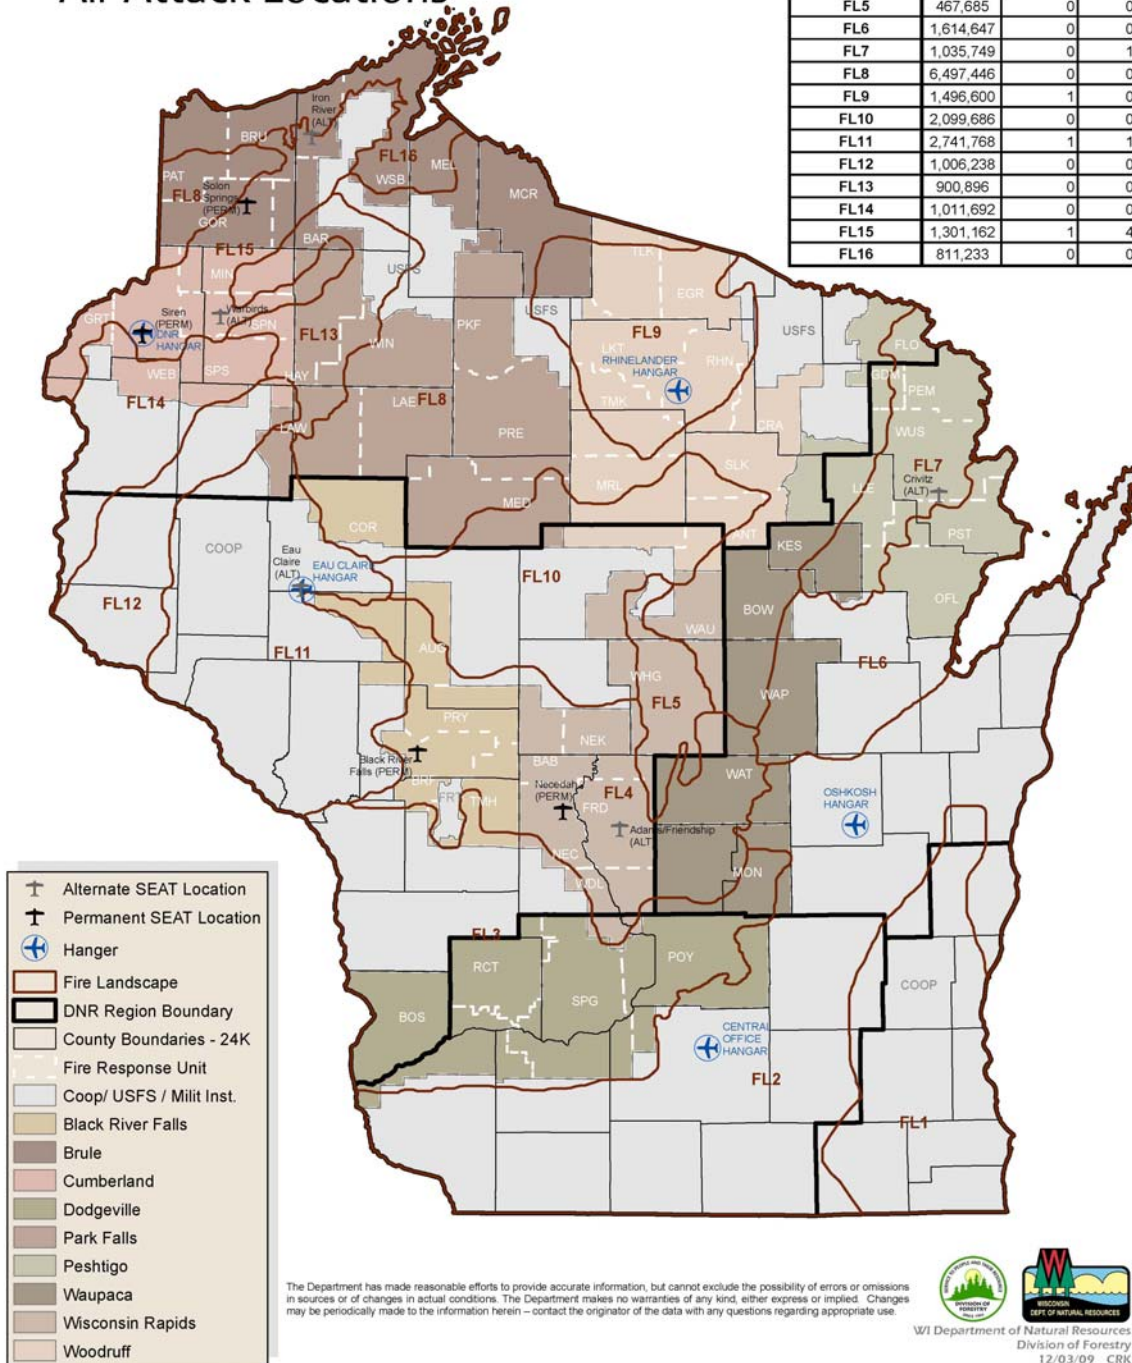 Air Attack Locations
FL5 467,685 0 0
FL6 1,614,647 0 0
FL7 1,035,749 0 1
FL8 6,497,446 0 0
FL9 1,496,600 1 0
FL10 2,099,686 0 0
FL11 2,741,768 1 1
FL12 1,006,238 0 0
FL13 900,896 0 0
FL14 1,011,692 0 0
FL15 1,301,162 1 4
FL16 811,233 0 0
Iron
River
(ALT)
BRU
FL16
WSB
MEL
MCR
PAT
FL8
Solon
Springs
(PERM)
GOR
BAR
FL15
USFS
TLK
MIN
EGR
GRT
Siren
(PERM)
DNR
HANGAR
Warbirds
(ALT)
SPN
FL13
WIN
PKF
USFS
FL9
LKT
RHINELANDER
HANGAR
RHN
USFS
FLO
WEB
SPS
HAY
FL14
LAE
FL8
TMK
GDM
PEM
LAW
PRE
CRA
WUS
SLK
FL7
Crivitz
(ALT)
MED
MRL
LLE
COR
ANT
PST
COOP
Eau
Claire
(ALT)
EAU CLAIRE
HANGAR
KES
FL10
FL12
BOW
OFL
FL11
AUG
WAU
FL6
WHG
WAP
FL5
PRY
NEK
Black River
Falls (PERM)
BAB
WAT
BRF
FRT
TMH
Necedah
(PERM)
FRD
FL4
OSHKOSH
HANGAR
Adams/Friendship
(ALT)
NEC
WDL
MON
FL3
RCT
POY
SPG
BOS
COOP
CENTRAL
OFFICE
HANGAR
FL2
FL1
Alternate SEAT Location
Permanent SEAT Location
Hanger
Fire Landscape
DNR Region Boundary
County Boundaries - 24K
Fire Response Unit
Coop/ USFS / Milit Inst.
Black River Falls
Brule
Cumberland
Dodgeville
Park Falls
Peshtigo
Waupaca
Wisconsin Rapids
Woodruff
The Department has made reasonable efforts to provide accurate information, but cannot exclude the possibility of errors or omissions
in sources or of changes in actual conditions. The Department makes no warranties of any kind, either express or implied. Changes
may be periodically made to the information herein – contact the originator of the data with any questions regarding appropriate use.
DIVISION OF
FORESTRY
WISCONSIN
DEPT. OF NATURAL RESOURCES
WI Department of Natural Resources
Division of Forestry
12/03/09 CRK